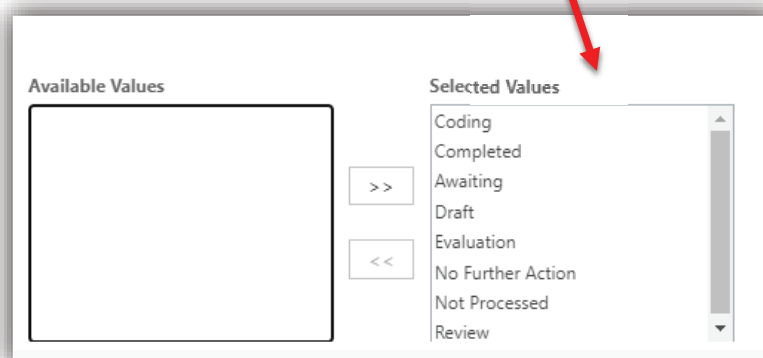 Available Values
Selected Values
Coding
Completed
>>
Awaiting
Draft
Evaluation
<<
No Further Action
Not Processed
Review